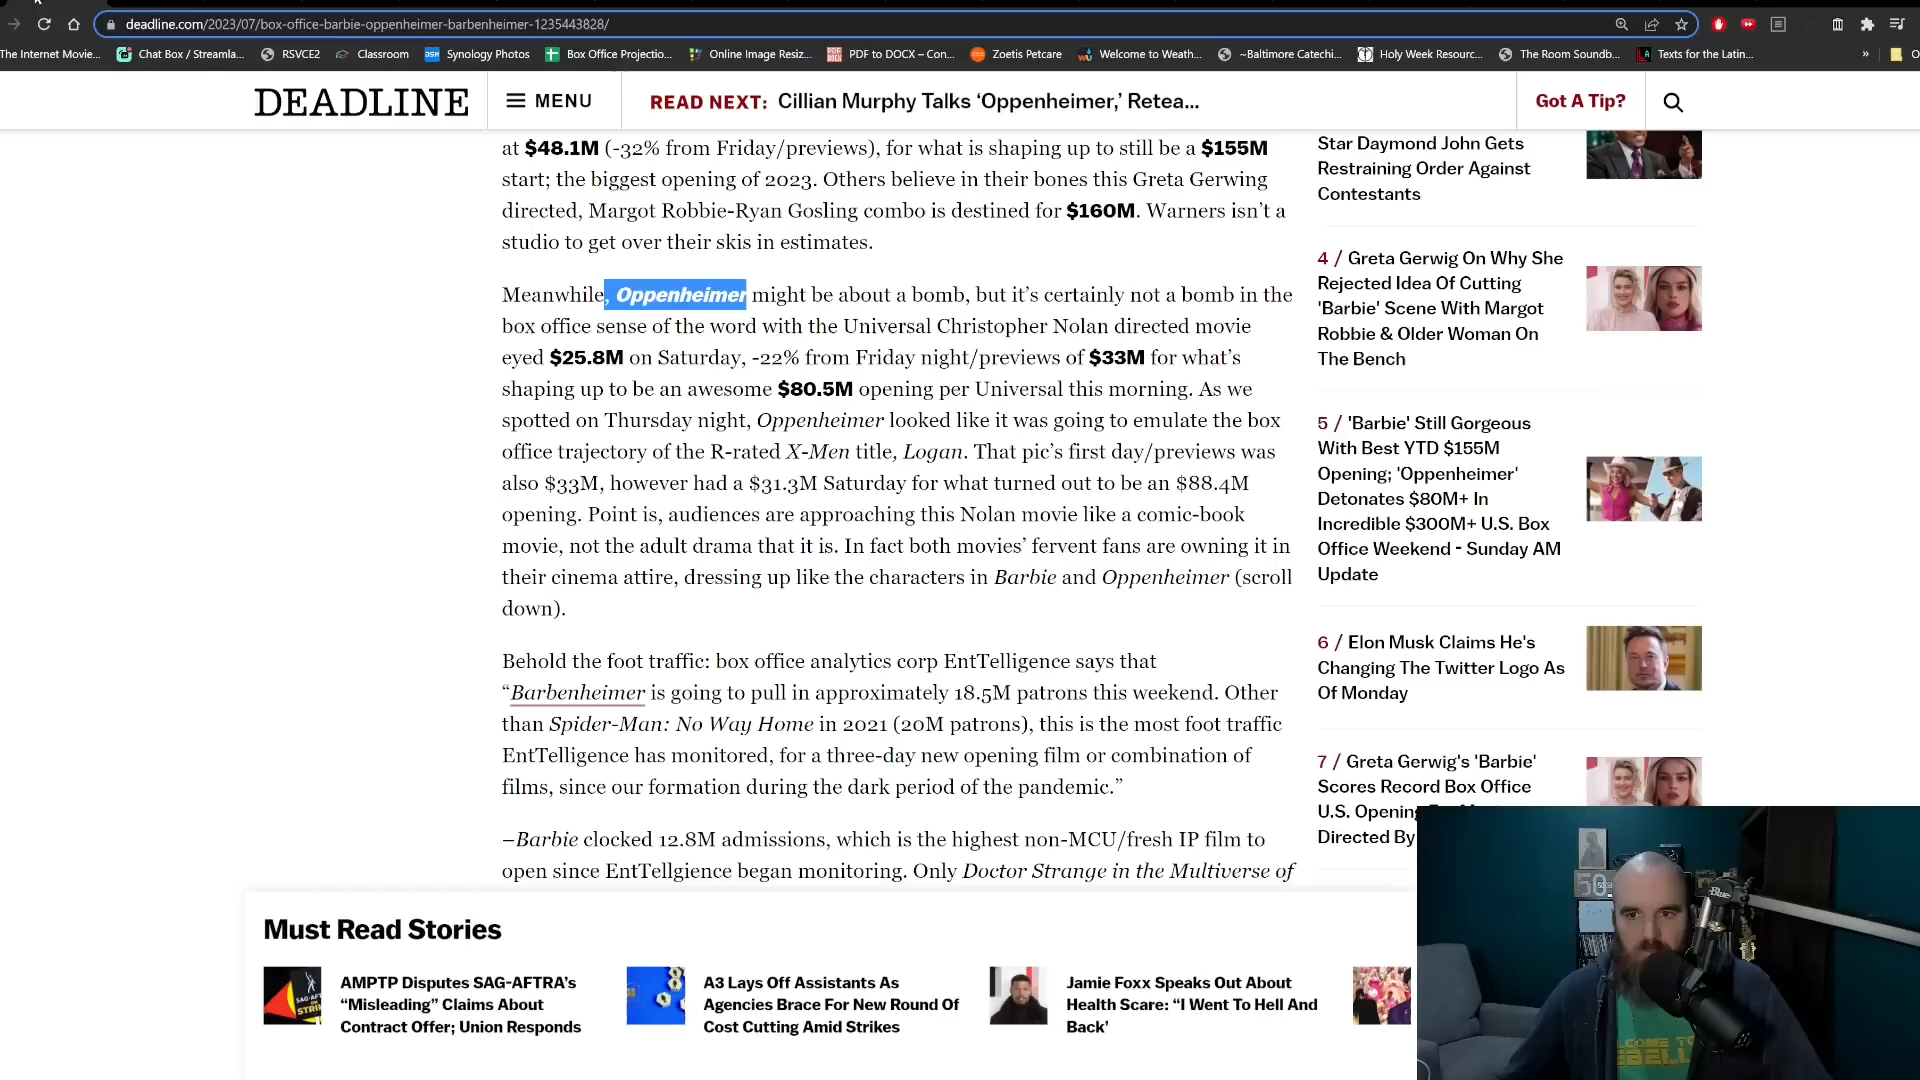 deadline.com/2023/07/box-office-barbie-oppenheimer-barbenheimer-1235443828/
The Internet Movie... Chat Box / Streamla... RSVCE2 Classroom DSM Synology Photos Box Office Projectio... Online Image Resiz... PDF to DOCX – Con... Zoetis Petcare Welcome to Weath... ~Baltimore Catechi... Holy Week Resourc... The Room Soundb... Texts for the Latin... »
DEADLINE
MENU
READ NEXT: Cillian Murphy Talks ‘Oppenheimer,’ Retea...
Got A Tip?
at $48.1M (-32% from Friday/previews), for what is shaping up to still be a $155M
start; the biggest opening of 2023. Others believe in their bones this Greta Gerwing
directed, Margot Robbie-Ryan Gosling combo is destined for $160M. Warners isn’t a
studio to get over their skis in estimates.
Meanwhile, Oppenheimer might be about a bomb, but it’s certainly not a bomb in the
box office sense of the word with the Universal Christopher Nolan directed movie
eyed $25.8M on Saturday, -22% from Friday night/previews of $33M for what’s
shaping up to be an awesome $80.5M opening per Universal this morning. As we
spotted on Thursday night, Oppenheimer looked like it was going to emulate the box
office trajectory of the R-rated X-Men title, Logan. That pic’s first day/previews was
also $33M, however had a $31.3M Saturday for what turned out to be an $88.4M
opening. Point is, audiences are approaching this Nolan movie like a comic-book
movie, not the adult drama that it is. In fact both movies’ fervent fans are owning it in
their cinema attire, dressing up like the characters in Barbie and Oppenheimer (scroll
down).
Behold the foot traffic: box office analytics corp EntTelligence says that
“Barbenheimer is going to pull in approximately 18.5M patrons this weekend. Other
than Spider-Man: No Way Home in 2021 (20M patrons), this is the most foot traffic
EntTelligence has monitored, for a three-day new opening film or combination of
films, since our formation during the dark period of the pandemic.”
–Barbie clocked 12.8M admissions, which is the highest non-MCU/fresh IP film to
open since EntTellgience began monitoring. Only Doctor Strange in the Multiverse of
Star Daymond John Gets
Restraining Order Against
Contestants
4 / Greta Gerwig On Why She
Rejected Idea Of Cutting
'Barbie' Scene With Margot
Robbie & Older Woman On
The Bench
5 / 'Barbie' Still Gorgeous
With Best YTD $155M
Opening; 'Oppenheimer'
Detonates $80M+ In
Incredible $300M+ U.S. Box
Office Weekend - Sunday AM
Update
6 / Elon Musk Claims He's
Changing The Twitter Logo As
Of Monday
7 / Greta Gerwig's 'Barbie'
Scores Record Box Office
U.S. Opening
Directed By
Must Read Stories
AMPTP Disputes SAG-AFTRA’s
“Misleading” Claims About
Contract Offer; Union Responds
A3 Lays Off Assistants As
Agencies Brace For New Round Of
Cost Cutting Amid Strikes
Jamie Foxx Speaks Out About
Health Scare: “I Went To Hell And
Back’
Blue